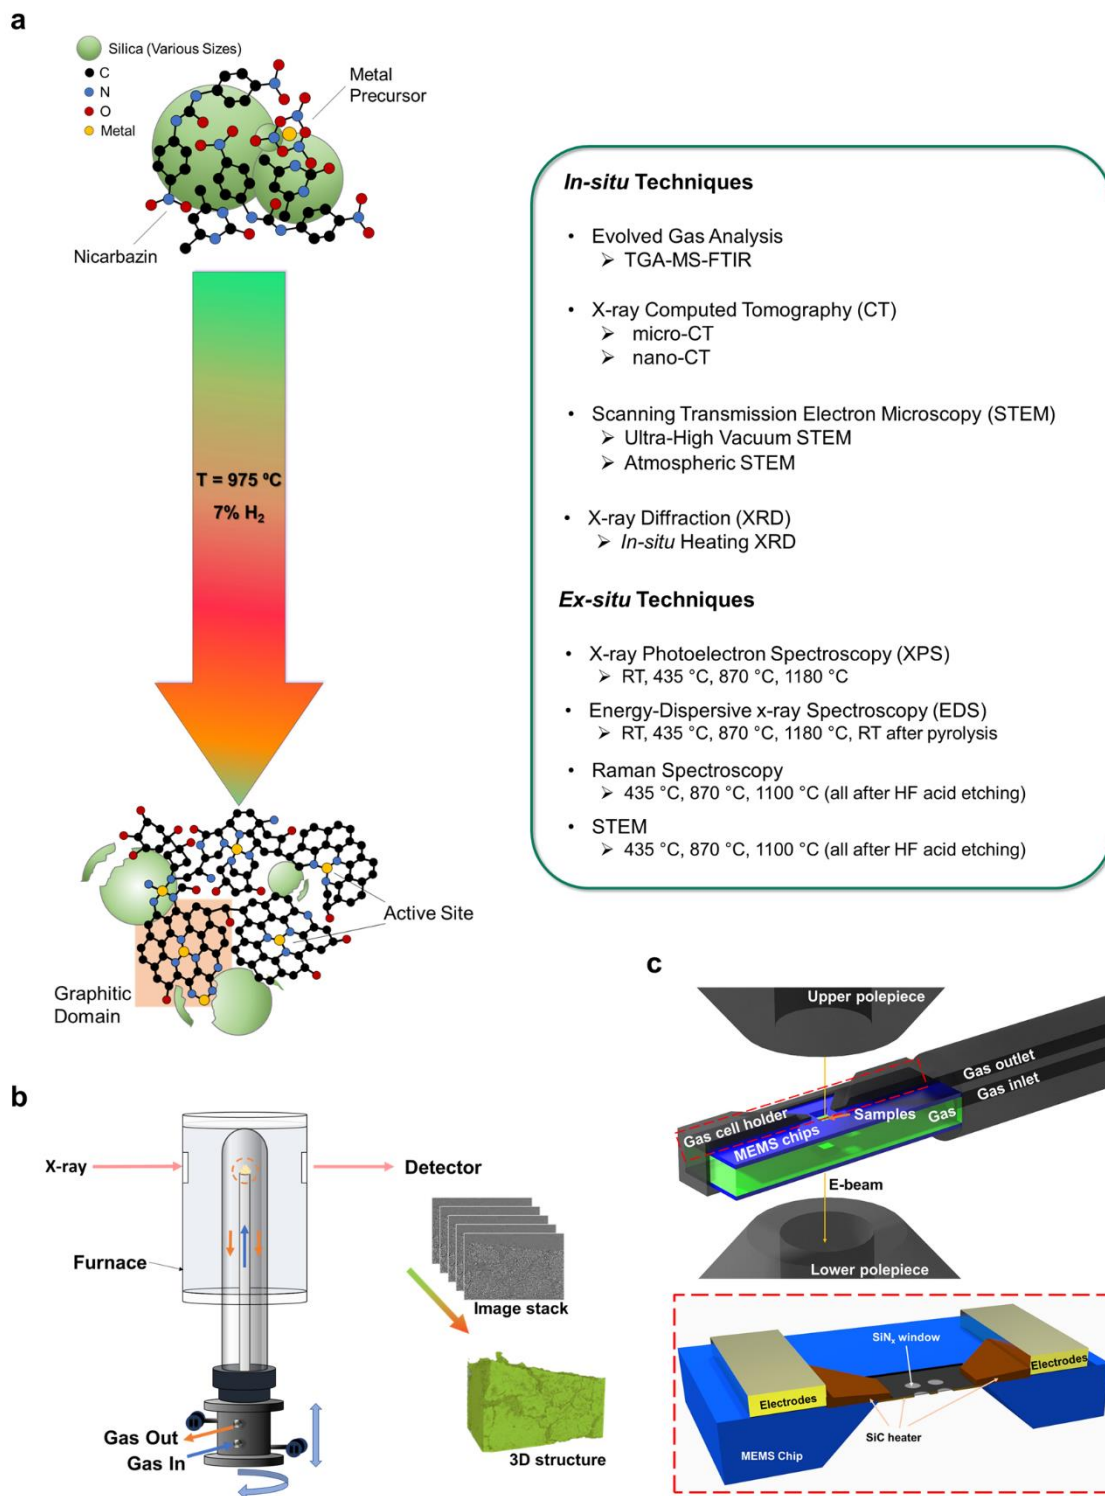 a
Silica (Various Sizes)
C
N
O
Metal
Metal
Precursor
Nicarbazin
T = 975 ºC
7% H₂
Active Site
Graphitic
Domain
In-situ Techniques
• Evolved Gas Analysis
➢ TGA-MS-FTIR
• X-ray Computed Tomography (CT)
➢ micro-CT
➢ nano-CT
• Scanning Transmission Electron Microscopy (STEM)
➢ Ultra-High Vacuum STEM
➢ Atmospheric STEM
• X-ray Diffraction (XRD)
➢ In-situ Heating XRD
Ex-situ Techniques
• X-ray Photoelectron Spectroscopy (XPS)
➢ RT, 435 °C, 870 °C, 1180 °C
• Energy-Dispersive x-ray Spectroscopy (EDS)
➢ RT, 435 °C, 870 °C, 1180 °C, RT after pyrolysis
• Raman Spectroscopy
➢ 435 °C, 870 °C, 1100 °C (all after HF acid etching)
• STEM
➢ 435 °C, 870 °C, 1100 °C (all after HF acid etching)
b
X-ray
Detector
Furnace
Image stack
Gas Out
Gas In
3D structure
c
Upper polepiece
Gas outlet
Gas inlet
Gas cell holder
Samples
Gas
MEMS chips
E-beam
Lower polepiece
SiNₓ window
Electrodes
Electrodes
SiC heater
MEMS Chip